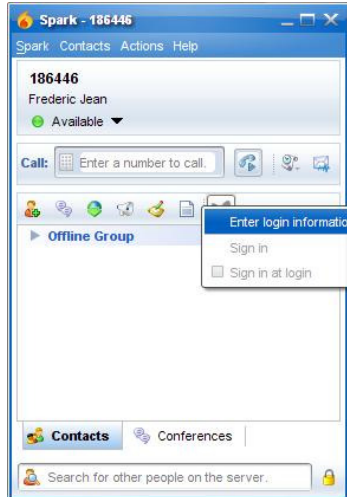 Spark - 186446
Spark Contacts Actions Help
186446
Frederic Jean
Available
Call: Enter a number to call.
Enter login informatio
Offline Group
Sign in
Sign in at login
Contacts Conferences
Search for other people on the server.